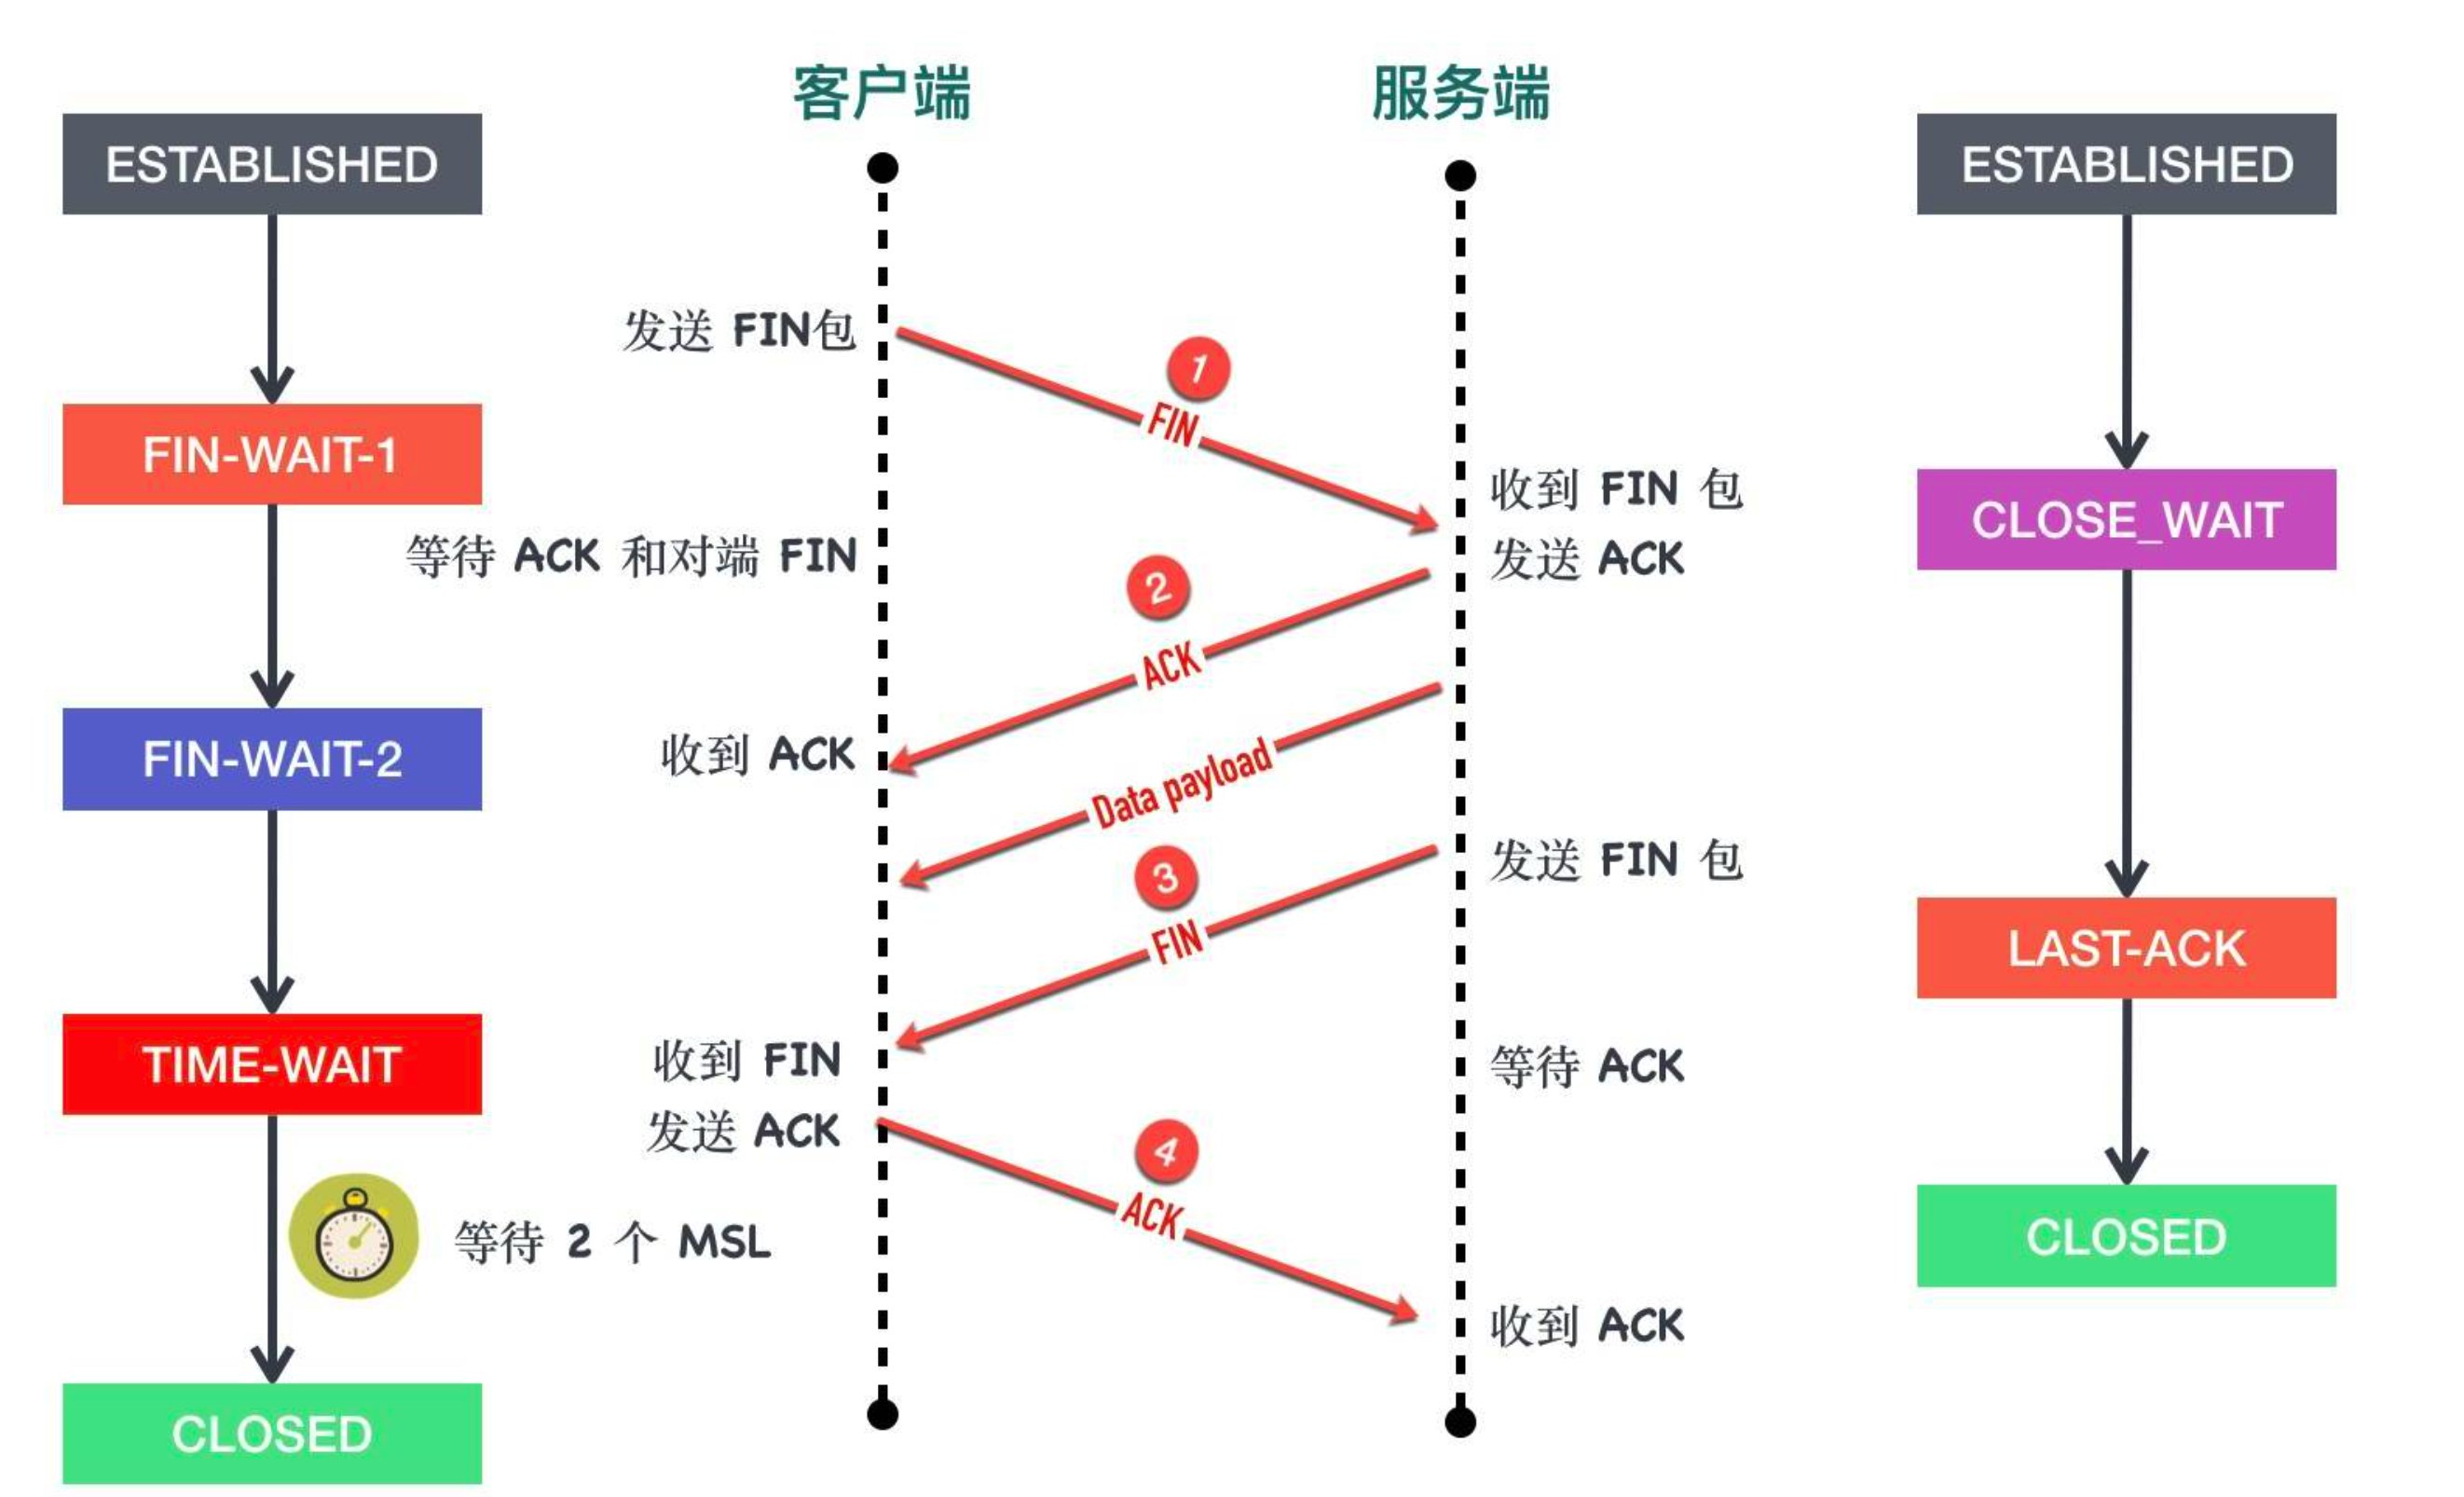 客户端
服务端
ESTABLISHED
ESTABLISHED
发送 FIN包
1
FIN
FIN-WAIT-1
收到 FIN 包
CLOSE_WAIT
等待 ACK 和对端 FIN
发送 ACK
2
ACK
FIN-WAIT-2
收到 ACK
Data payload
发送 FIN 包
3
FIN
LAST-ACK
TIME-WAIT
收到 FIN
等待 ACK
发送 ACK
4
ACK
等待 2 个 MSL
CLOSED
收到 ACK
CLOSED